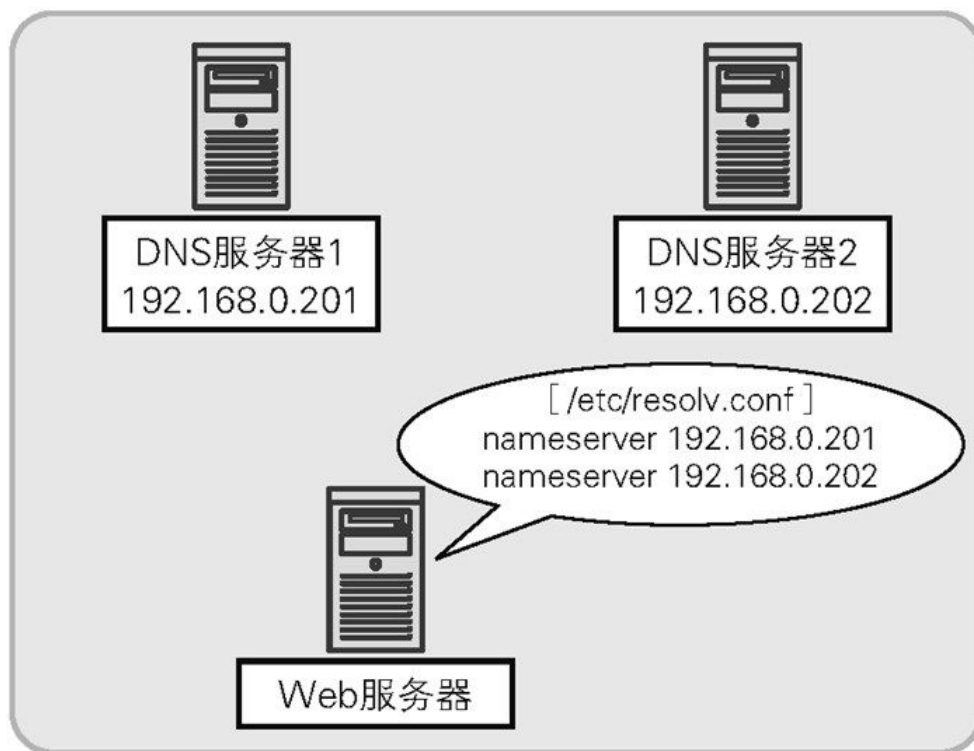 DNS服务器1
192.168.0.201
DNS服务器2
192.168.0.202
[ /etc/resolv.conf ]
nameserver 192.168.0.201
nameserver 192.168.0.202
Web服务器